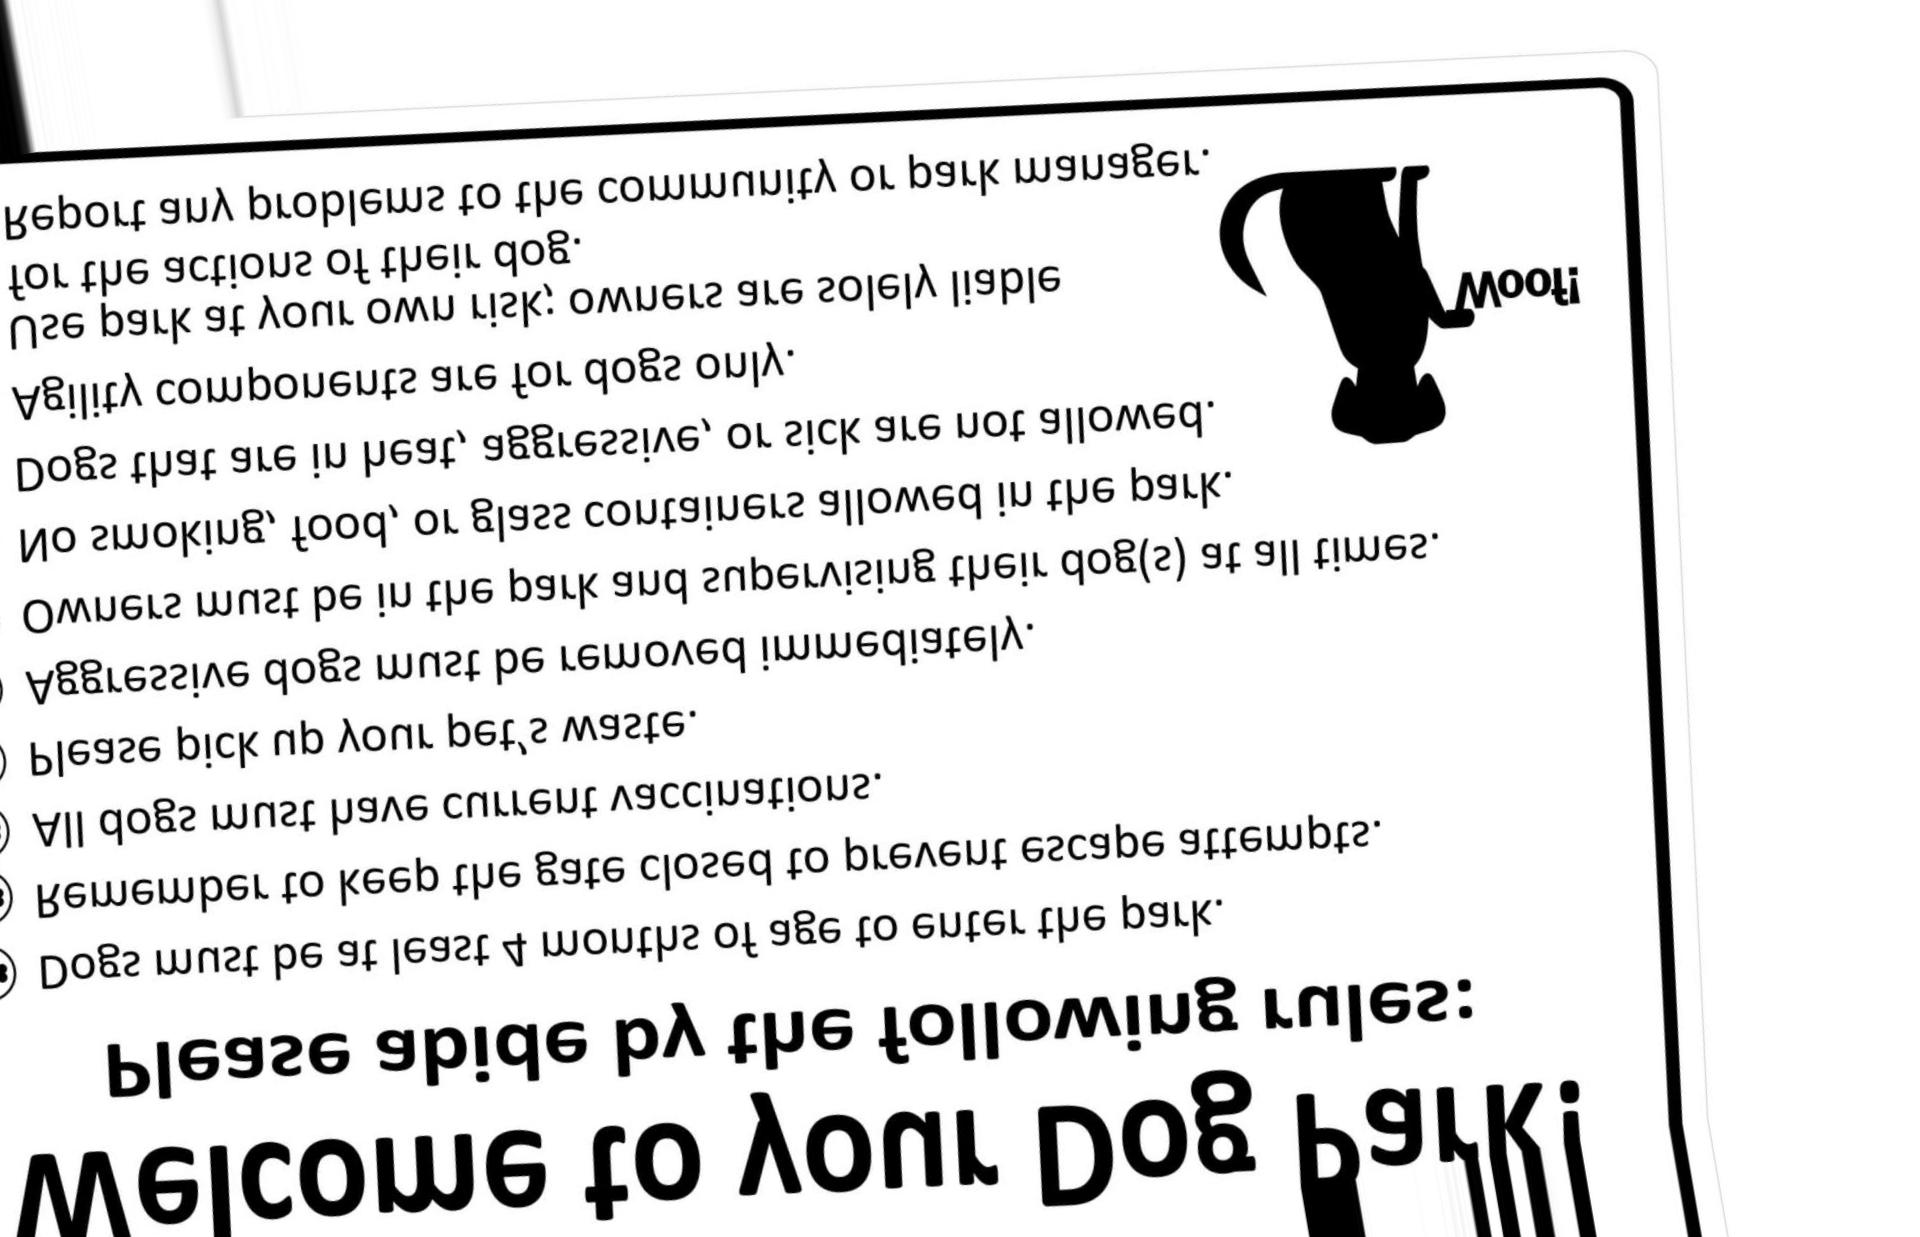 Welcome to your Dog Park!
Please abide by the following rules:
Dogs must be at least 4 months of age to enter the park.
Remember to keep the gate closed to prevent escape attempts.
All dogs must have current vaccinations.
Please pick up your pet's waste.
Aggressive dogs must be removed immediately.
Owners must be in the park and supervising their dog(s) at all times.
No smoking, food, or glass containers allowed in the park.
Dogs that are in heat, aggressive, or sick are not allowed.
Agility components are for dogs only.
Use park at your own risk; owners are solely liable
for the actions of their dog.
Report any problems to the community or park manager.
Woof!